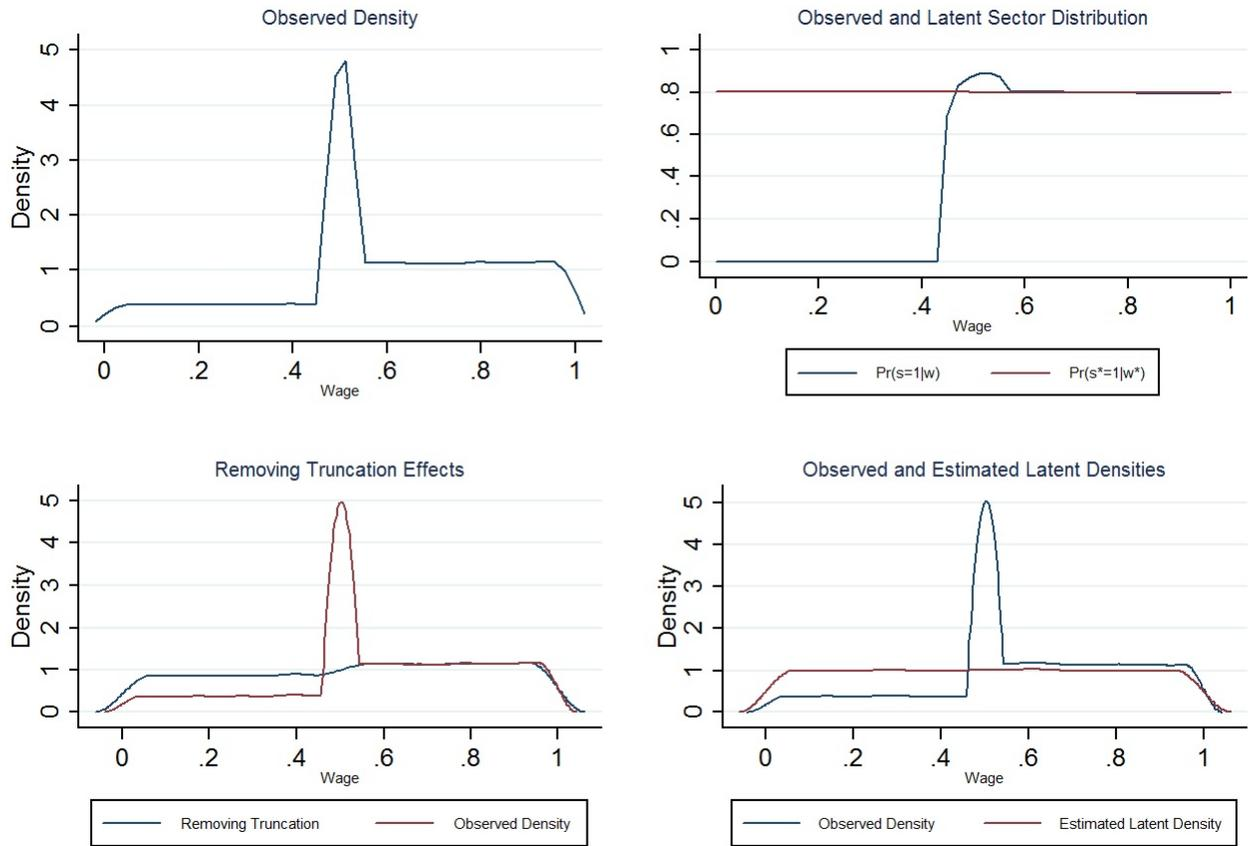 Observed Density
Density
5
4
3
2
1
0
0 .2 .4 .6 .8 1
Wage
Observed and Latent Sector Distribution
1
.8
.6
.4
.2
0
0 .2 .4 .6 .8 1
Wage
Pr(s=1|w) Pr(s*=1|w*)
Removing Truncation Effects
Density
5
4
3
2
1
0
0 .2 .4 .6 .8 1
Wage
Removing Truncation Observed Density
Observed and Estimated Latent Densities
Density
5
4
3
2
1
0
0 .2 .4 .6 .8 1
Wage
Observed Density Estimated Latent Density